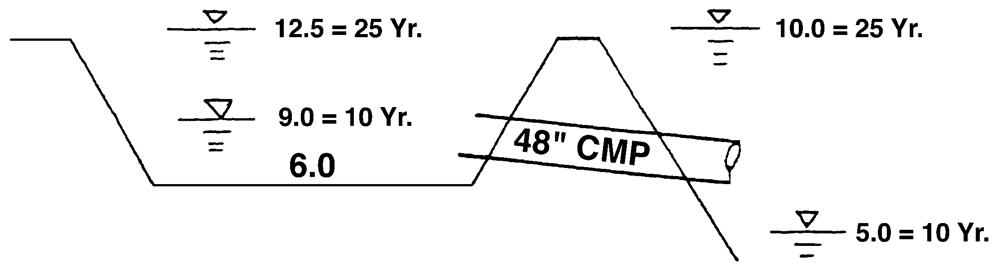 12.5 = 25 Yr.
10.0 = 25 Yr.
9.0 = 10 Yr.
48" CMP
6.0
5.0 = 10 Yr.